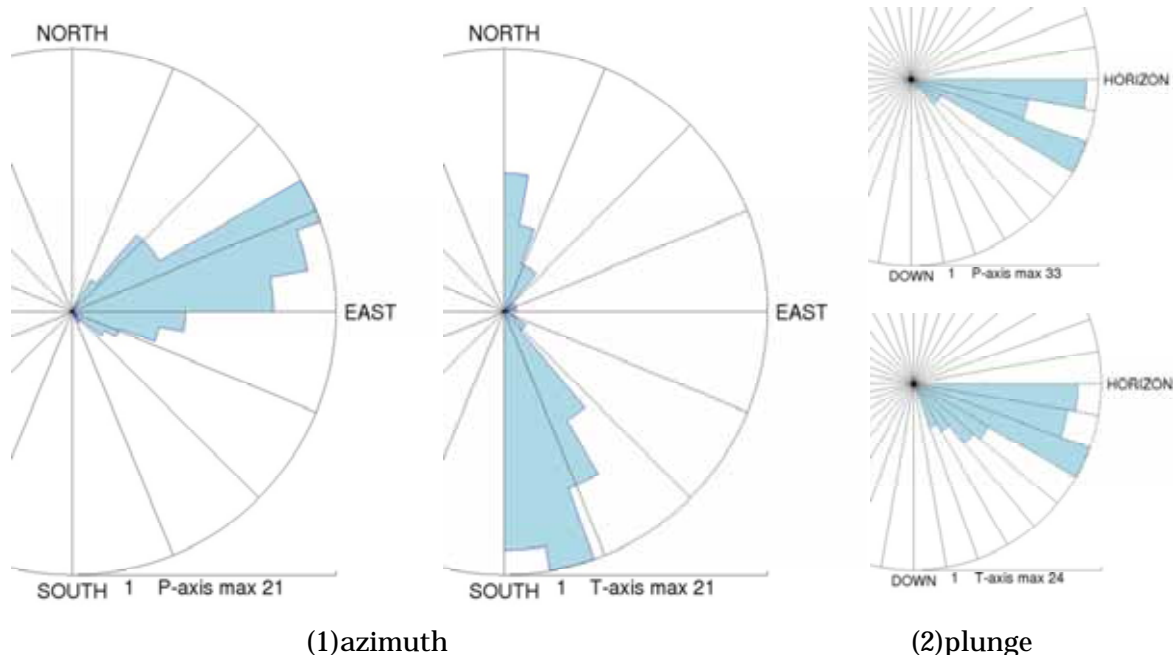 NORTH
EAST
SOUTH 1 P-axis max 21
NORTH
EAST
SOUTH 1 T-axis max 21
HORIZON
DOWN 1 P-axis max 33
HORIZON
DOWN 1 T-axis max 24
(1)azimuth
(2)plunge